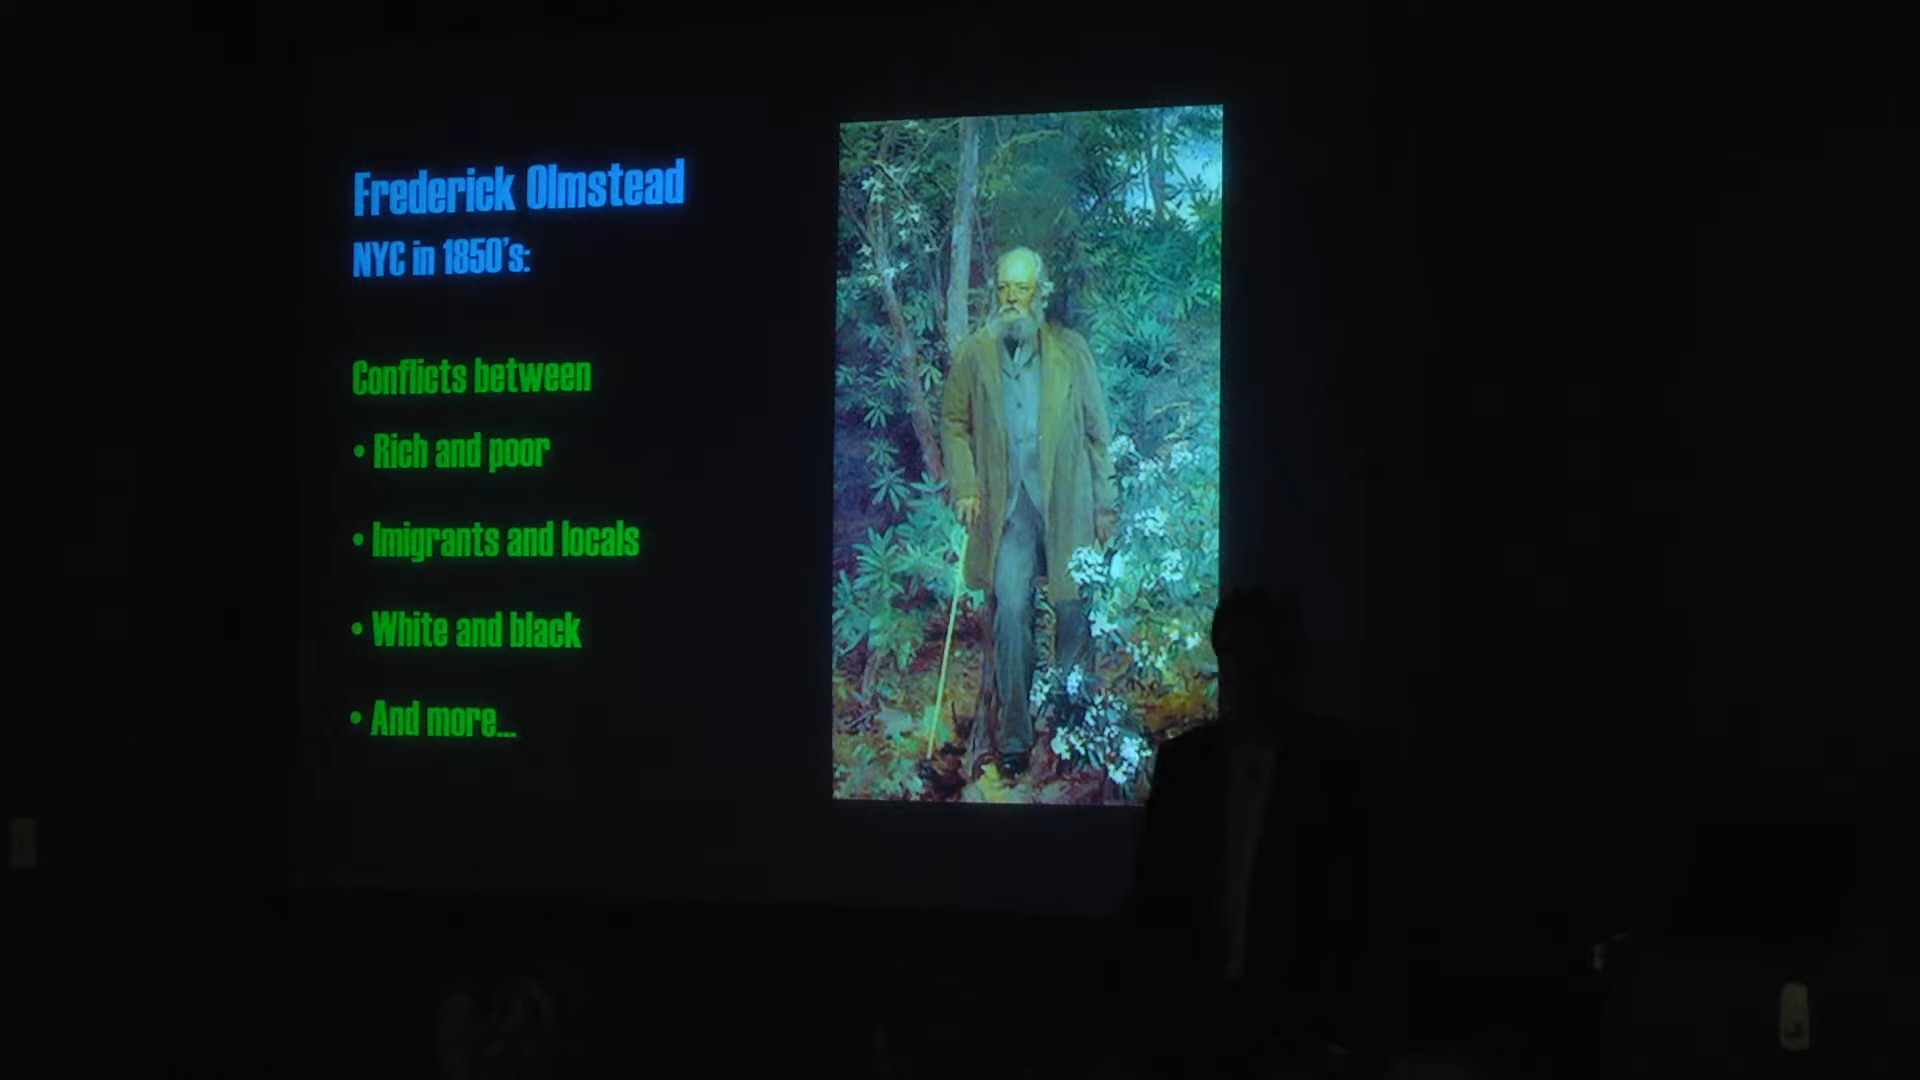 Frederick Olmstead
NYC in 1850's:
Conflicts between
• Rich and poor
• Imigrants and locals
• White and black
• And more...